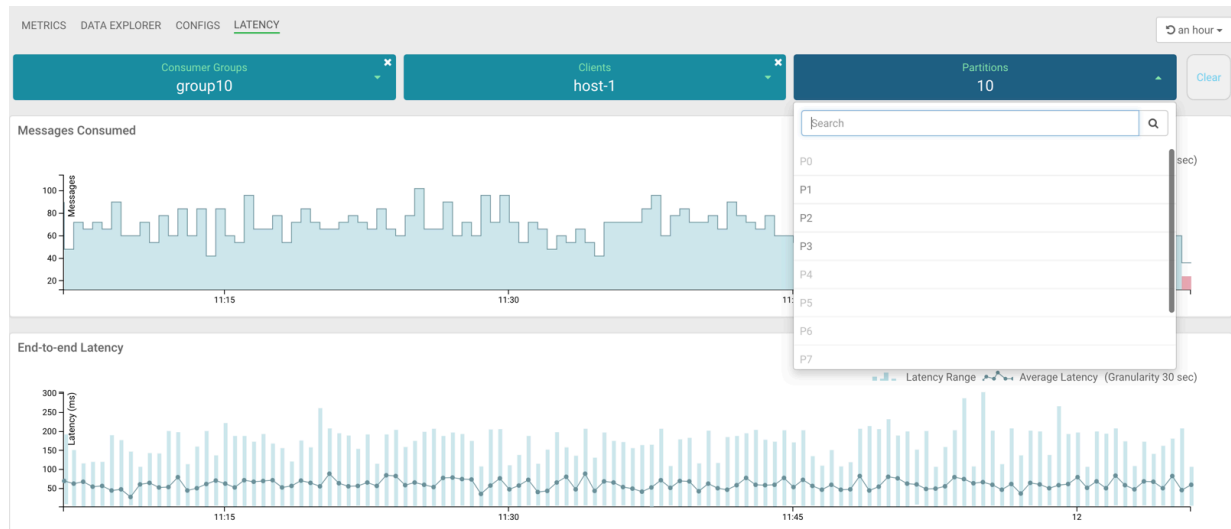 METRICS DATA EXPLORER CONFIGS LATENCY
an hour
Consumer Groups
group10
Clients
host-1
Partitions
10
Clear
Search
P0
P1
P2
P3
P4
P5
P6
P7
Messages Consumed
sec)
Messages
100
80
60
40
20
11:15 11:30 11:
End-to-end Latency
Latency Range Average Latency (Granularity 30 sec)
Latency (ms)
300
250
200
150
100
50
11:15 11:30 11:45 12